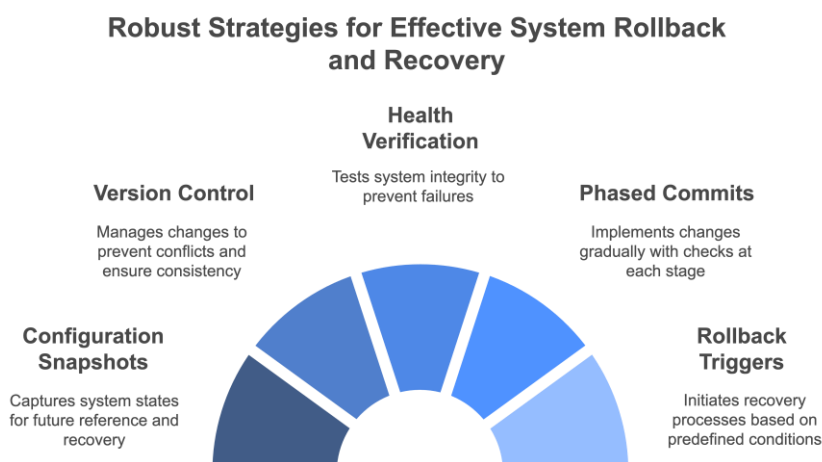 Robust Strategies for Effective System Rollback
and Recovery
Health
Verification
Tests system integrity to
prevent failures
Version Control
Manages changes to
prevent conflicts and
ensure consistency
Phased Commits
Implements changes
gradually with checks at
each stage
Configuration
Snapshots
Captures system states
for future reference and
recovery
Rollback
Triggers
Initiates recovery
processes based on
predefined conditions